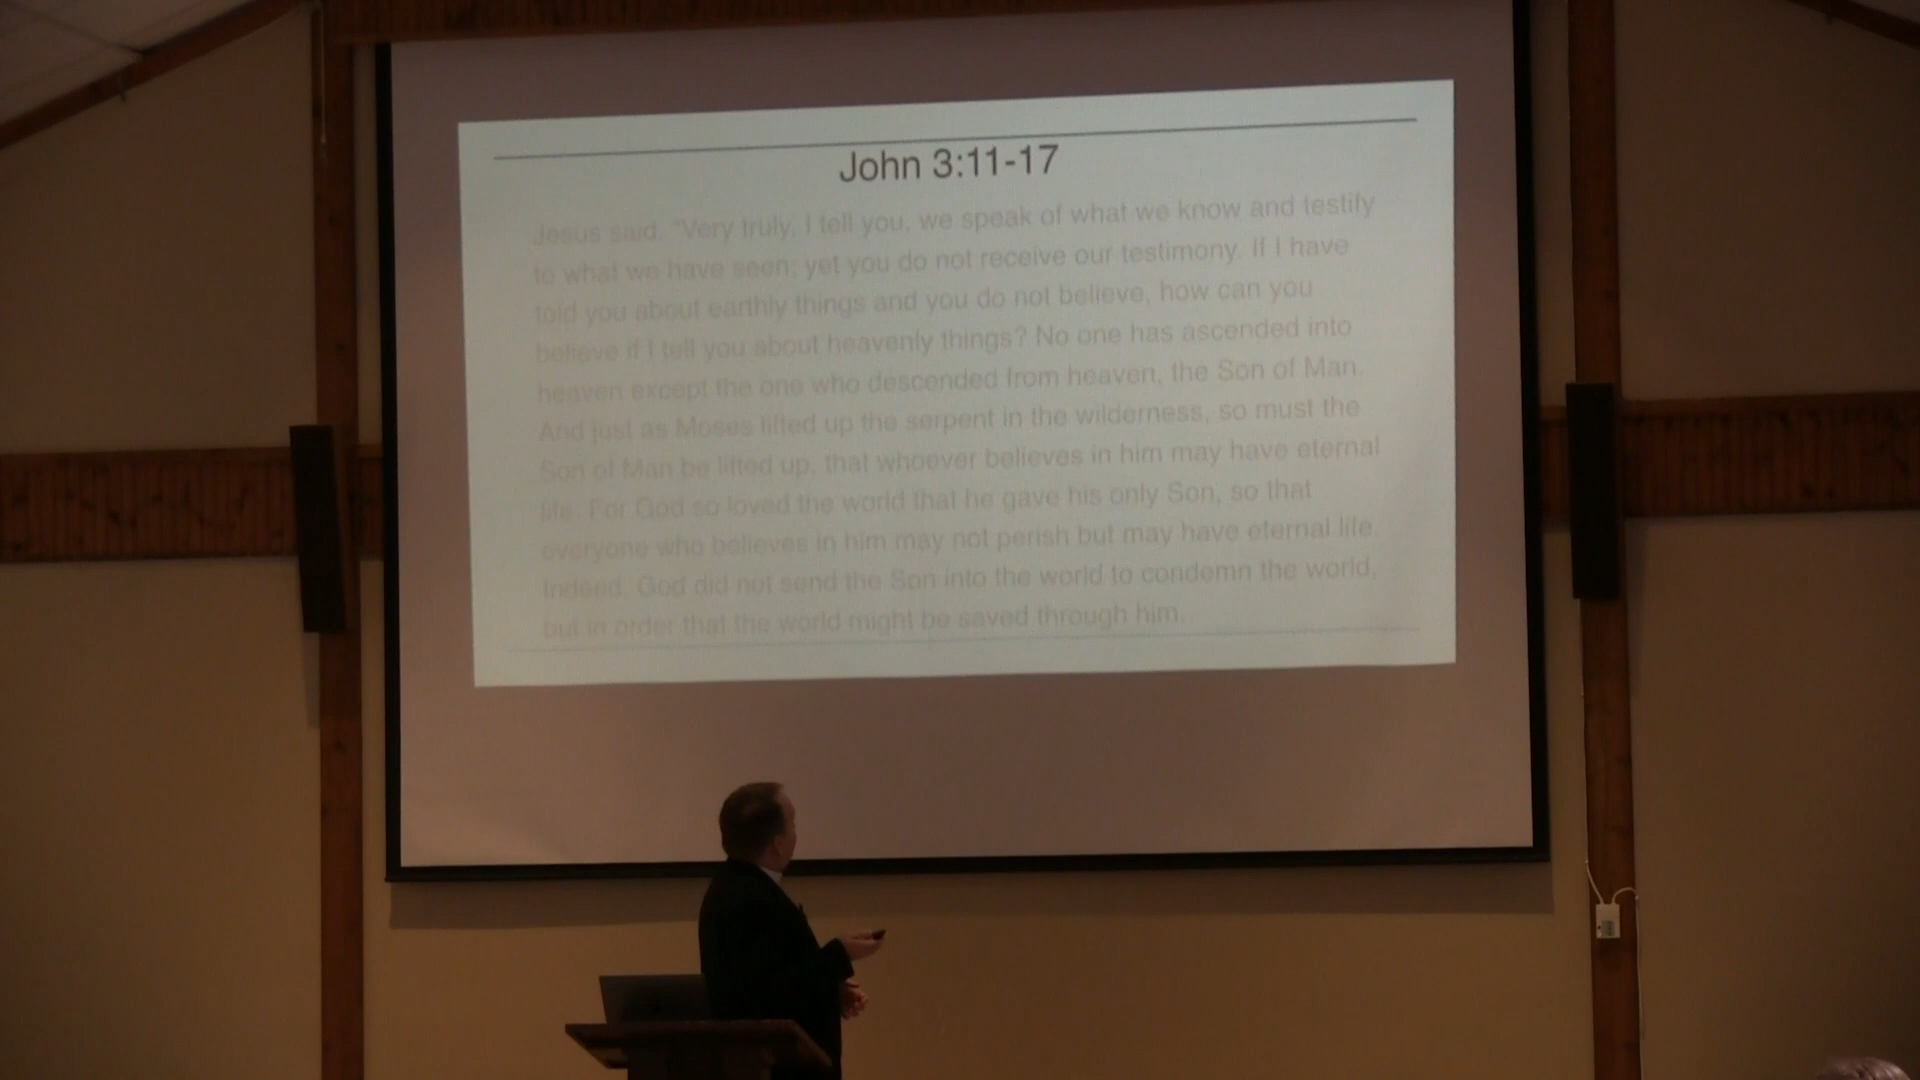 John 3:11-17
Jesus said, "Very truly, I tell you, we speak of what we know and testify
to what we have seen; yet you do not receive our testimony. If I have
told you about earthly things and you do not believe, how can you
believe if I tell you about heavenly things? No one has ascended into
heaven except the one who descended from heaven, the Son of Man.
And just as Moses lifted up the serpent in the wilderness, so must the
Son of Man be lifted up, that whoever believes in him may have eternal
life. For God so loved the world that he gave his only Son, so that
everyone who believes in him may not perish but may have eternal life.
Indeed, God did not send the Son into the world to condemn the world,
but in order that the world might be saved through him.